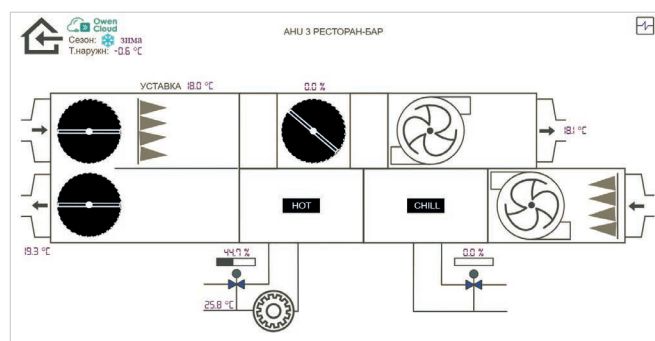 Owen
Cloud
Сезон: зима
Т.наружн: -0.6 °C
AHU 3 РЕСТОРАН-БАР
УСТАВКА 18.0 °C
0.0 %
18.1 °C
HOT
CHILL
19.3 °C
44.7 %
0.0 %
25.8 °C